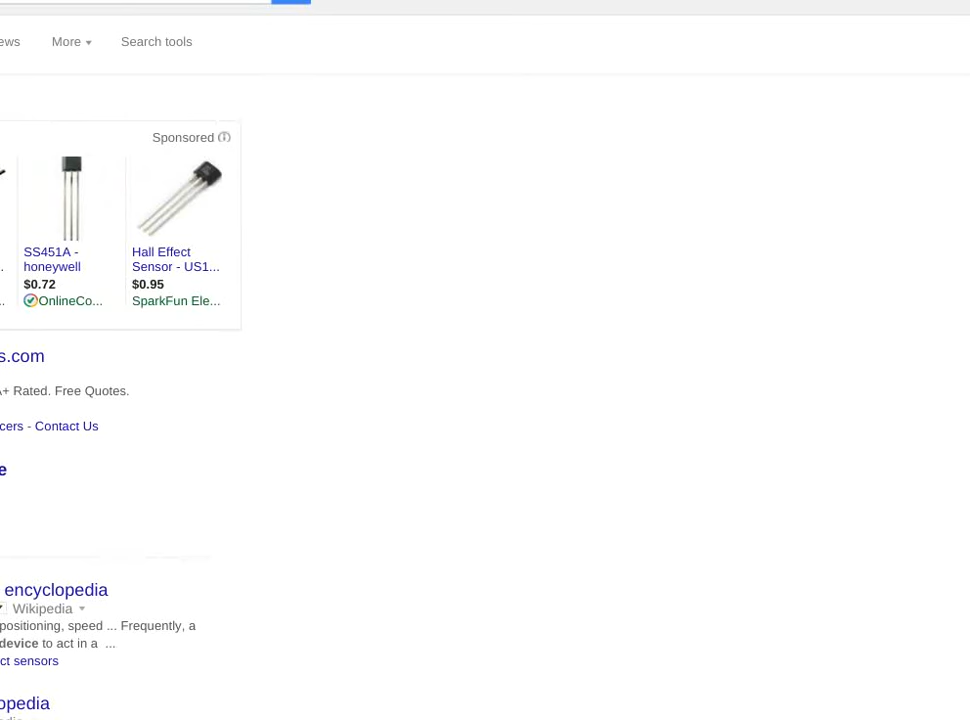 ews More Search tools
Sponsored
SS451A -
honeywell
$0.72
OnlineCo...
Hall Effect
Sensor - US1...
$0.95
SparkFun Ele...
s.com
A+ Rated. Free Quotes.
cers - Contact Us
e
encyclopedia
Wikipedia
positioning, speed ... Frequently, a
device to act in a ...
ct sensors
opedia